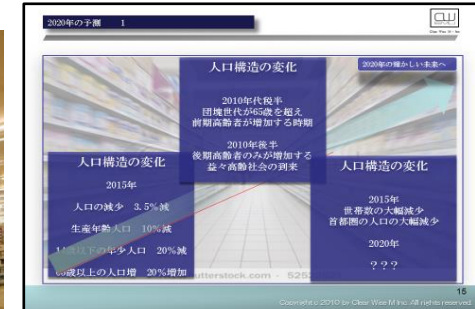 2020年の予測 1
Clear Wee M Inc
2020年の輝かしい未来へ
人口構造の変化
2010年代税半
団塊世代が65歳を超え
前期高齢者が増加する時期
2010年後半
後期高齢者のみが増加する
益々高齢社会の到来
人口構造の変化
2015年
人口の減少 3.5%減
生産年齢人口 10%減
14歳以下の年少人口 20%減
65歳以上の人口増 20%増加
人口構造の変化
2015年
世帯数の大幅減少
首都圏の人口の大幅減少
2020年
???
utterstock.com · 525
15
Copyright c 2010 by Clear Wee-M Inc. All rights reserved